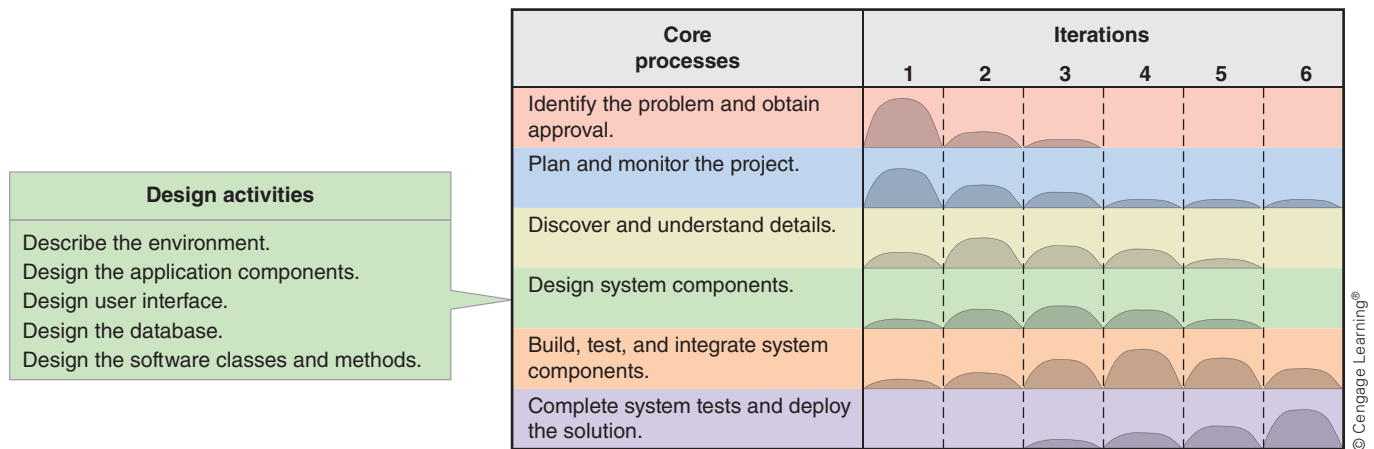 Design activities
Describe the environment.
Design the application components.
Design user interface.
Design the database.
Design the software classes and methods.
Core
processes
Iterations
1 2 3 4 5 6
Identify the problem and obtain
approval.
Plan and monitor the project.
Discover and understand details.
Design system components.
Build, test, and integrate system
components.
Complete system tests and deploy
the solution.
© Cengage Learning®